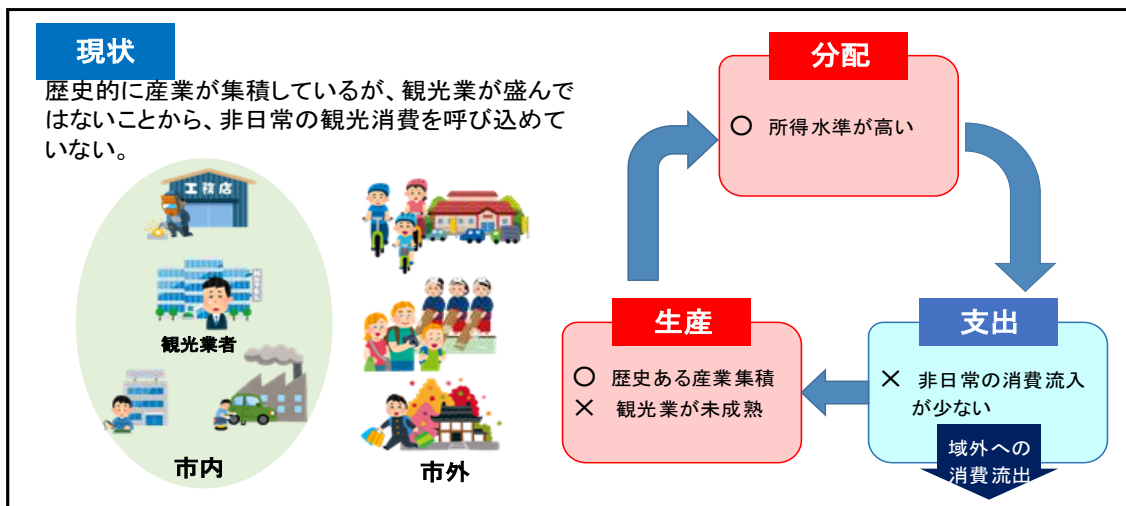 現状
歴史的に産業が集積しているが、観光業が盛んで
はないことから、非日常の観光消費を呼び込めて
いない。
工務店
観光業者
市内
市外
分配
○ 所得水準が高い
生産
○ 歴史ある産業集積
× 観光業が未成熟
支出
× 非日常の消費流入
が少ない
域外への
消費流出